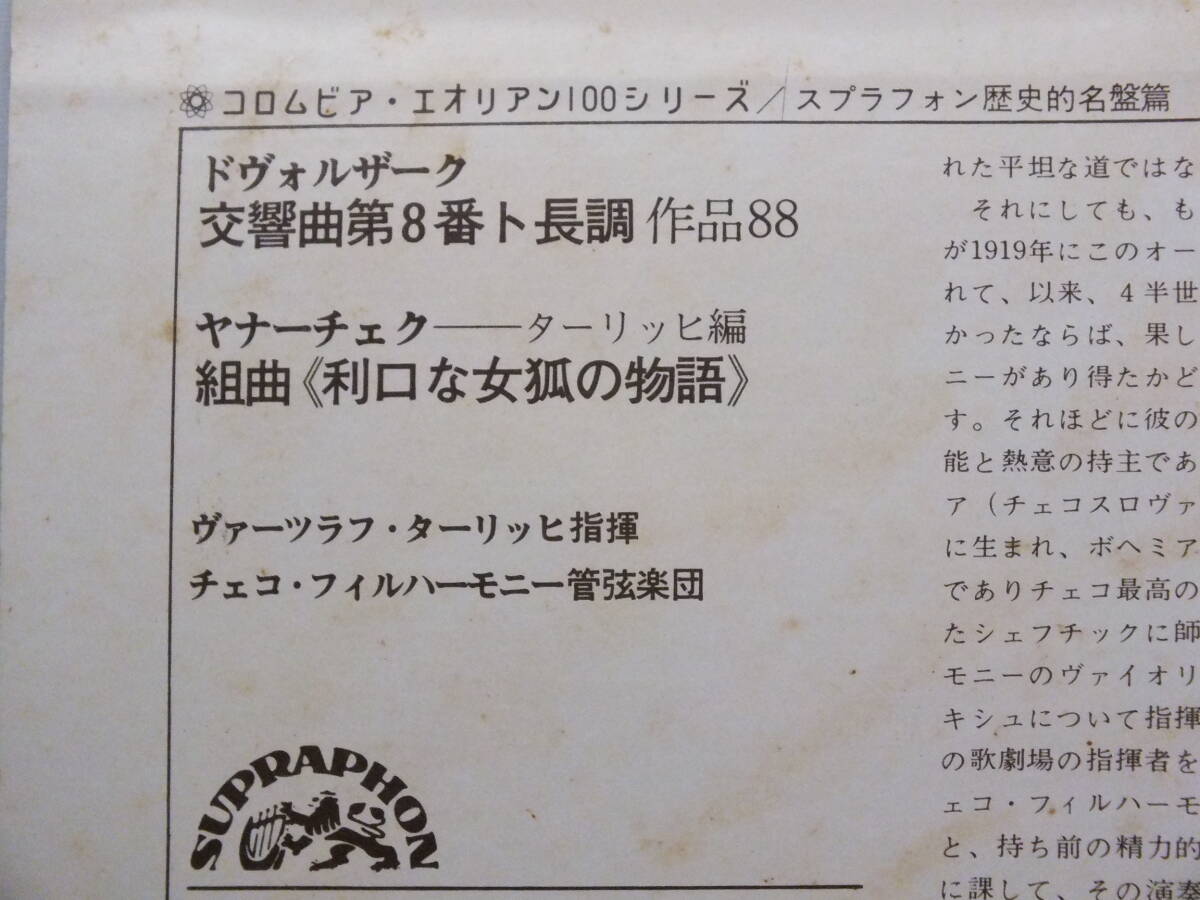 コロムビア・エオリアン100シリーズ/スプラフォン歴史的名盤篇
ドヴォルザーク
交響曲第8番ト長調 作品88
ヤナーチェク――ターリッヒ編
組曲《利口な女狐の物語》
ヴァーツラフ・ターリッヒ指揮
チェコ・フィルハーモニー管弦楽団
SUPRAPHON
れた平坦な道ではな
それにしても、も
が1919年にこのオー
れて、以来、4半世
かったならば、果し
ニーがあり得たかど
す。それほどに彼の
能と熱意の持主であ
ア(チェコスロヴァ
に生まれ、ボヘミア
でありチェコ最高の
たシェフチックに師
モニーのヴァイオリ
キシュについて指揮
の歌劇場の指揮者を
ェコ・フィルハーモ
と、持ち前の精力的
に課して、その演奏